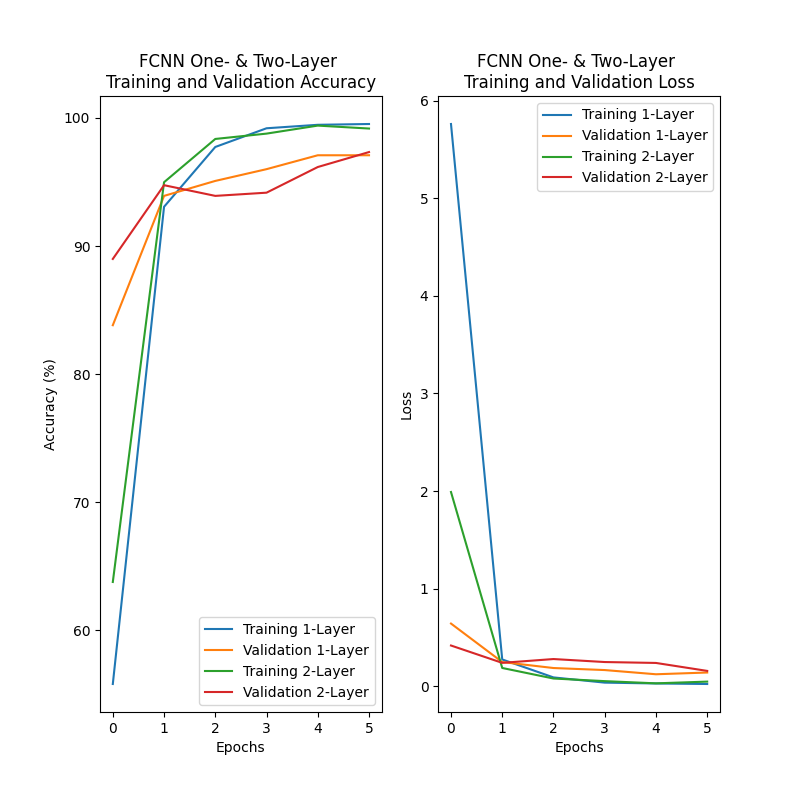 FCNN One- & Two-Layer
Training and Validation Accuracy
100
90
80
70
60
Accuracy (%)
Training 1-Layer
Validation 1-Layer
Training 2-Layer
Validation 2-Layer
0 1 2 3 4 5
Epochs
FCNN One- & Two-Layer
Training and Validation Loss
6
5
4
3
2
1
0
Loss
Training 1-Layer
Validation 1-Layer
Training 2-Layer
Validation 2-Layer
0 1 2 3 4 5
Epochs